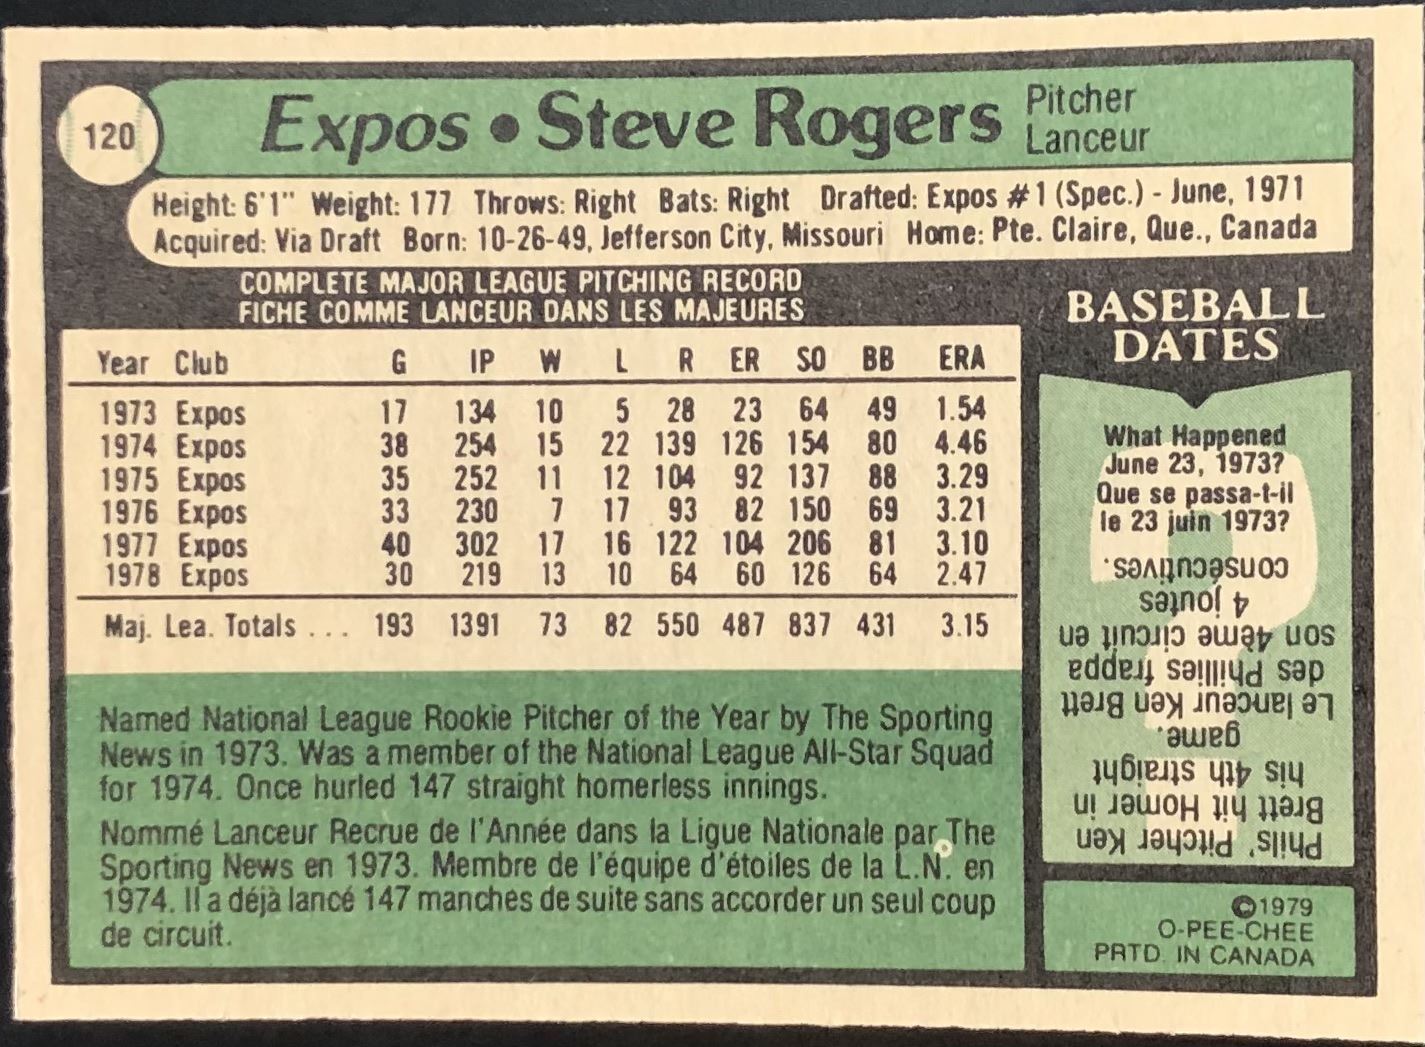 120
Expos • Steve Rogers
Pitcher
Lanceur
Height: 6'1" Weight: 177 Throws: Right Bats: Right Drafted: Expos #1 (Spec.) - June, 1971
Acquired: Via Draft Born: 10-26-49, Jefferson City, Missouri Home: Pte. Claire, Que., Canada
COMPLETE MAJOR LEAGUE PITCHING RECORD
FICHE COMME LANCEUR DANS LES MAJEURES
Year Club G IP W L R ER SO BB ERA
1973 Expos 17 134 10 5 28 23 64 49 1.54
1974 Expos 38 254 15 22 139 126 154 80 4.46
1975 Expos 35 252 11 12 104 92 137 88 3.29
1976 Expos 33 230 7 17 93 82 150 69 3.21
1977 Expos 40 302 17 16 122 104 206 81 3.10
1978 Expos 30 219 13 10 64 60 126 64 2.47
Maj. Lea. Totals ... 193 1391 73 82 550 487 837 431 3.15
Named National League Rookie Pitcher of the Year by The Sporting
News in 1973. Was a member of the National League All-Star Squad
for 1974. Once hurled 147 straight homerless innings.
Nommé Lanceur Recrue de l'Année dans la Ligue Nationale par The
Sporting News en 1973. Membre de l'équipe d'étoiles de la L.N. en
1974. Il a déjà lancé 147 manches de suite sans accorder un seul coup
de circuit.
BASEBALL
DATES
What Happened
June 23, 1973?
Que se passa-t-il
le 23 juin 1973?
Phils' Pitcher Ken
Brett hit Homer in
his 4th straight
game.
Le lanceur Ken Brett
des Phillies frappa
son 4ème circuit en
4 joutes
consécutives.
©1979
O-PEE-CHEE
PRTD. IN CANADA